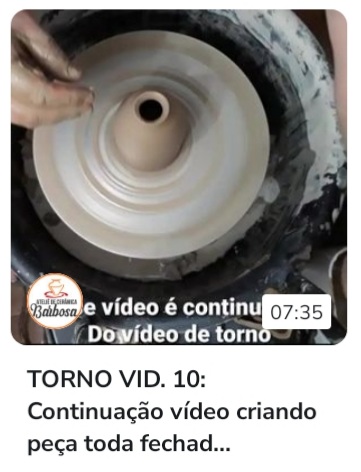 ATELIÊ DE CERÂMICA
Barbosa
e vídeo é continu
07:35
Do vídeo de torno
TORNO VID. 10:
Continuação vídeo criando
peça toda fechad...